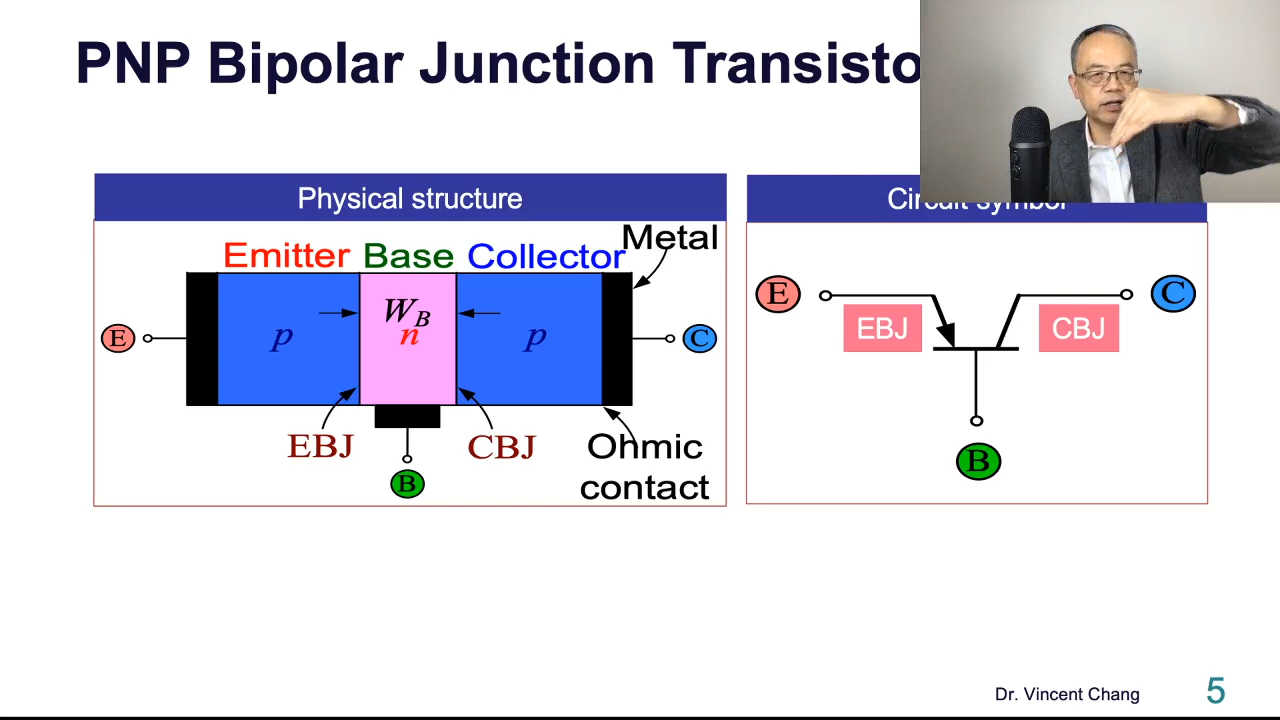 PNP Bipolar Junction Transisto
Physical structure
Emitter Base Collector
Metal
W_B
E
p
n
p
C
EBJ
CBJ
B
Ohmic
contact
Circuit symbol
E
EBJ
CBJ
C
B
Dr. Vincent Chang
5